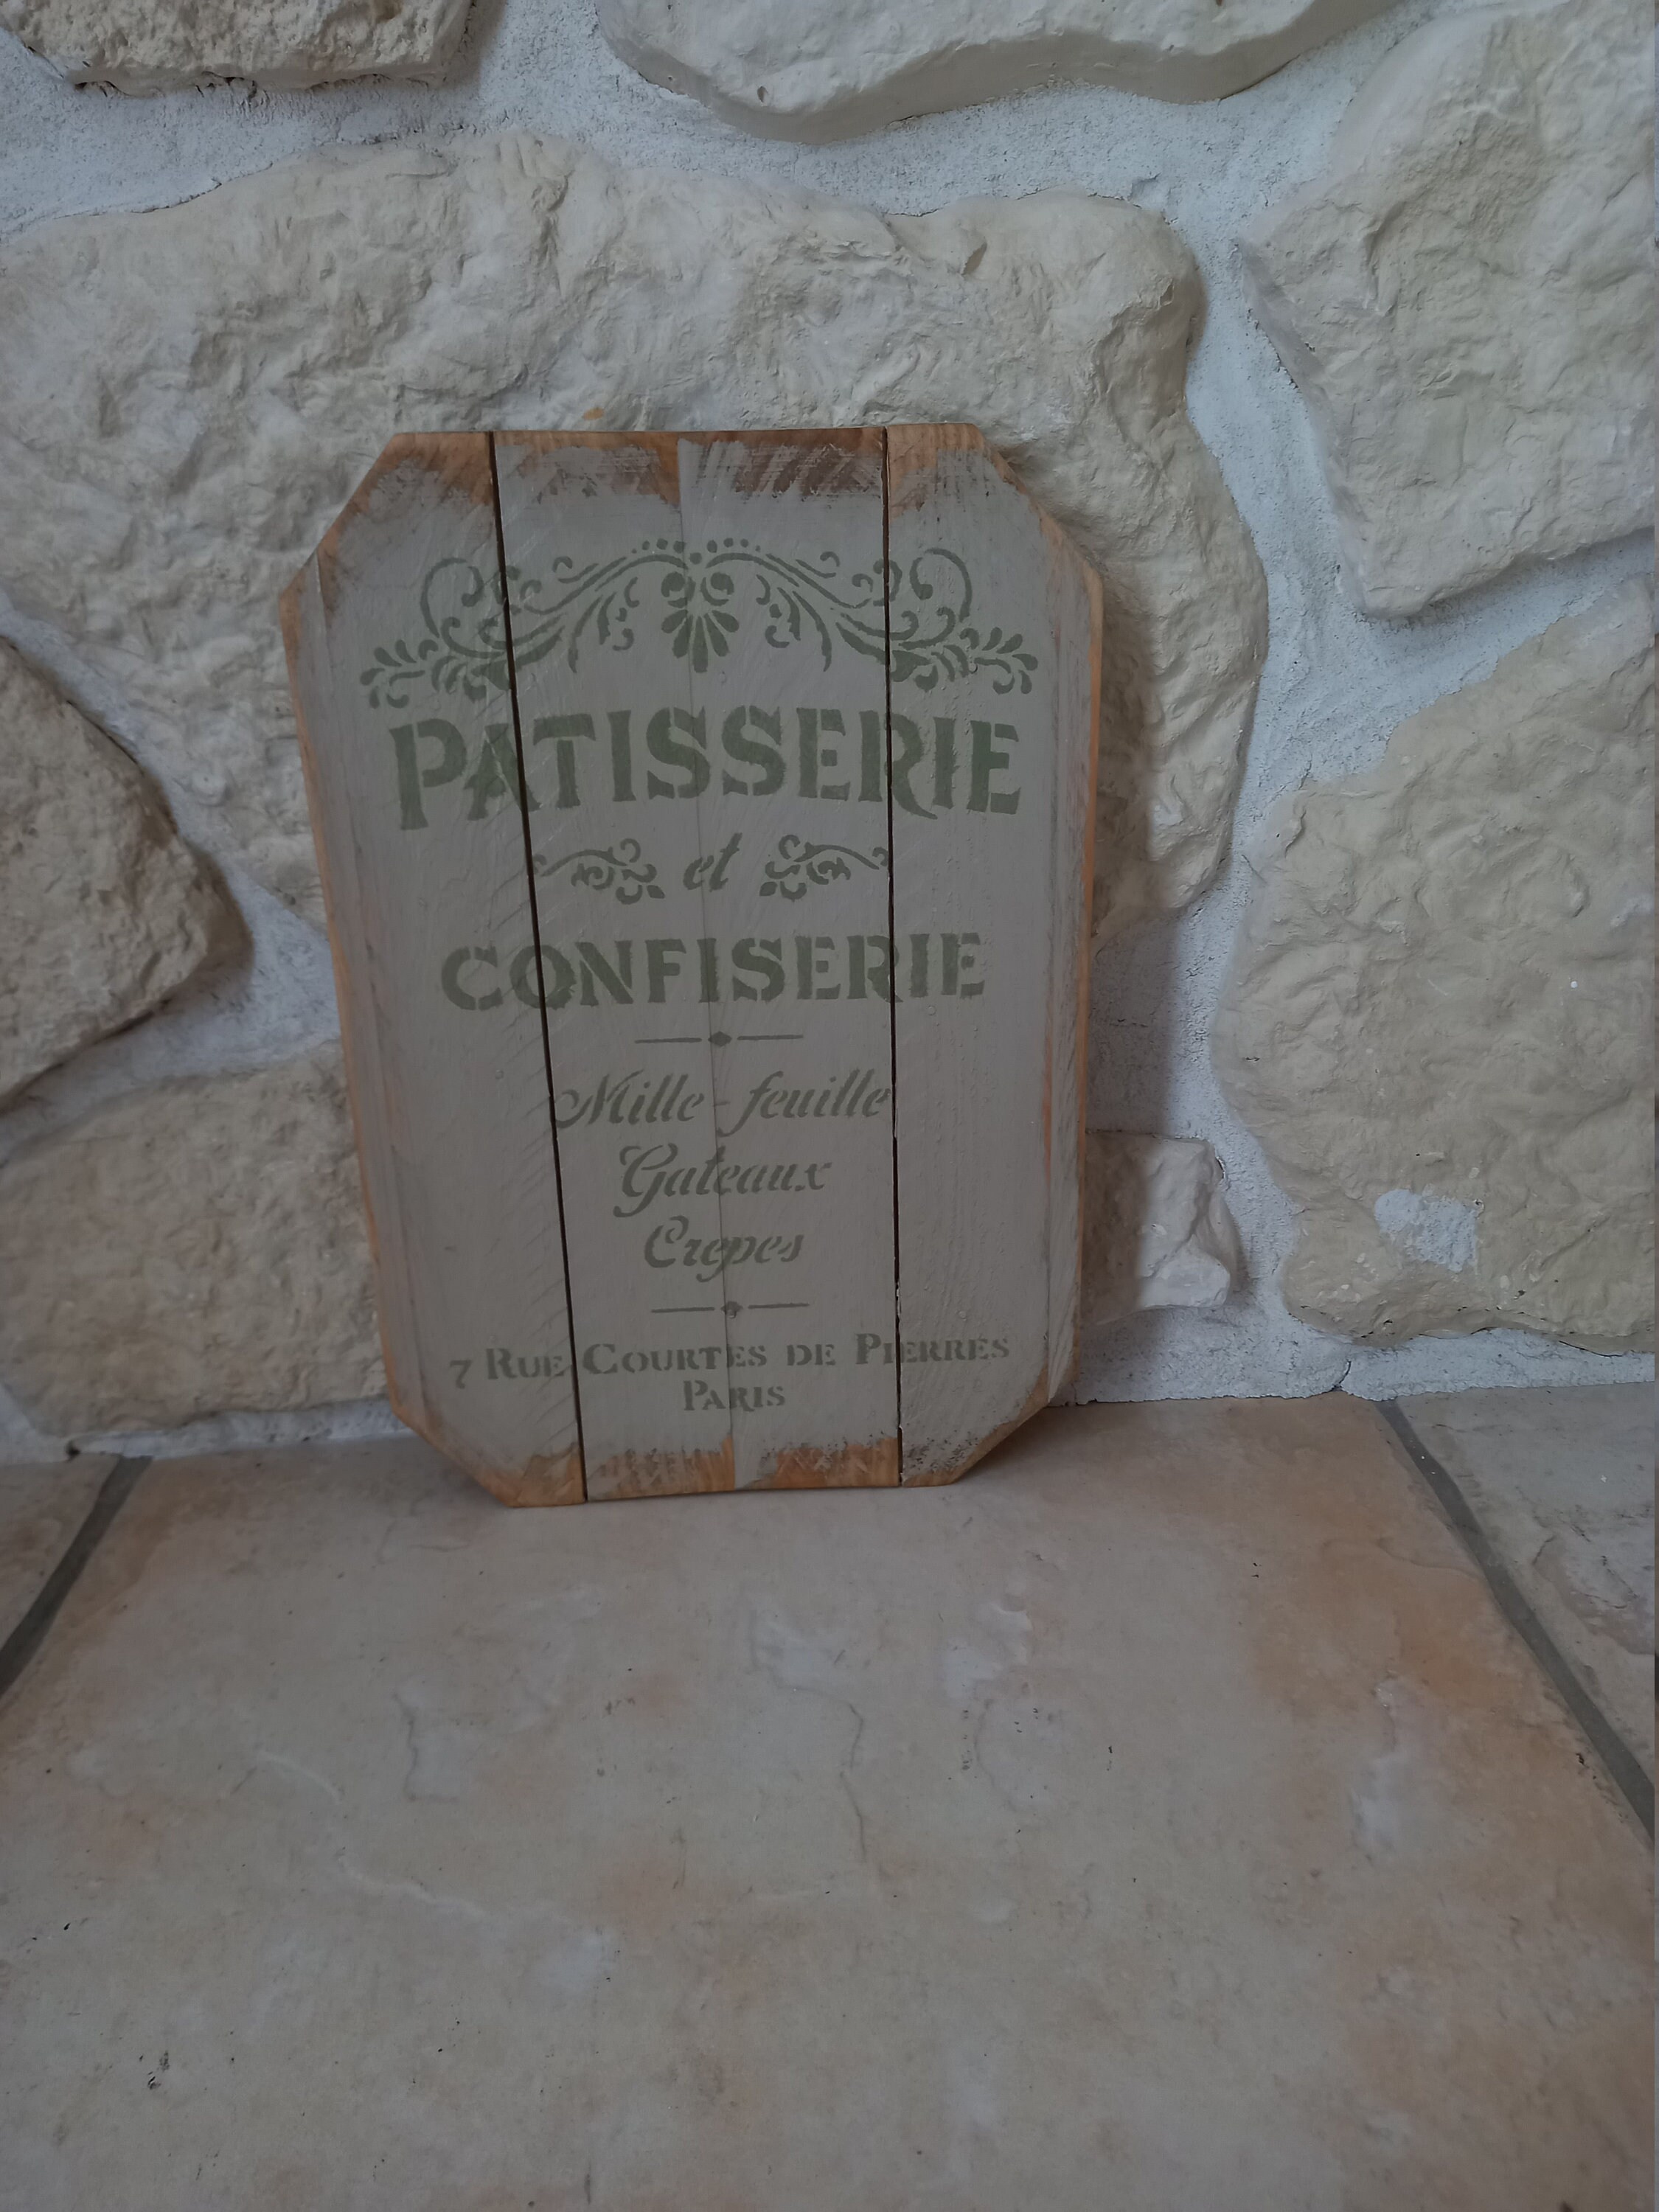 PATISSERIE
et
CONFISERIE
Mille-feuille
Gateaux
Crepes
7 RUE COURTES DE PIERRES
PARIS